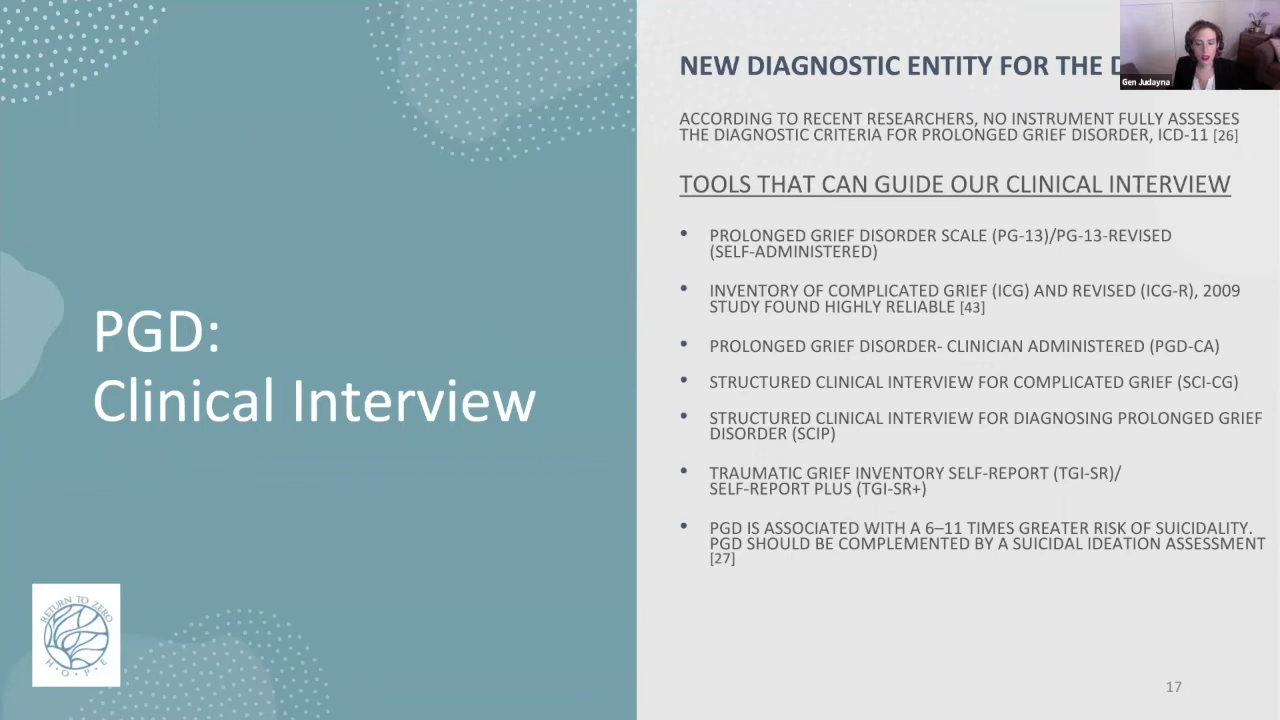 NEW DIAGNOSTIC ENTITY FOR THE
Gen Judayna
ACCORDING TO RECENT RESEARCHERS, NO INSTRUMENT FULLY ASSESSES
THE DIAGNOSTIC CRITERIA FOR PROLONGED GRIEF DISORDER, ICD-11 [26]
TOOLS THAT CAN GUIDE OUR CLINICAL INTERVIEW
• PROLONGED GRIEF DISORDER SCALE (PG-13)/PG-13-REVISED
(SELF-ADMINISTERED)
• INVENTORY OF COMPLICATED GRIEF (ICG) AND REVISED (ICG-R), 2009
STUDY FOUND HIGHLY RELIABLE [43]
• PROLONGED GRIEF DISORDER- CLINICIAN ADMINISTERED (PGD-CA)
• STRUCTURED CLINICAL INTERVIEW FOR COMPLICATED GRIEF (SCI-CG)
• STRUCTURED CLINICAL INTERVIEW FOR DIAGNOSING PROLONGED GRIEF
DISORDER (SCIP)
• TRAUMATIC GRIEF INVENTORY SELF-REPORT (TGI-SR)/
SELF-REPORT PLUS (TGI-SR+)
• PGD IS ASSOCIATED WITH A 6–11 TIMES GREATER RISK OF SUICIDALITY.
PGD SHOULD BE COMPLEMENTED BY A SUICIDAL IDEATION ASSESSMENT
[27]
PGD:
Clinical Interview
RETURN TO ZERO
H·O·P·E
17